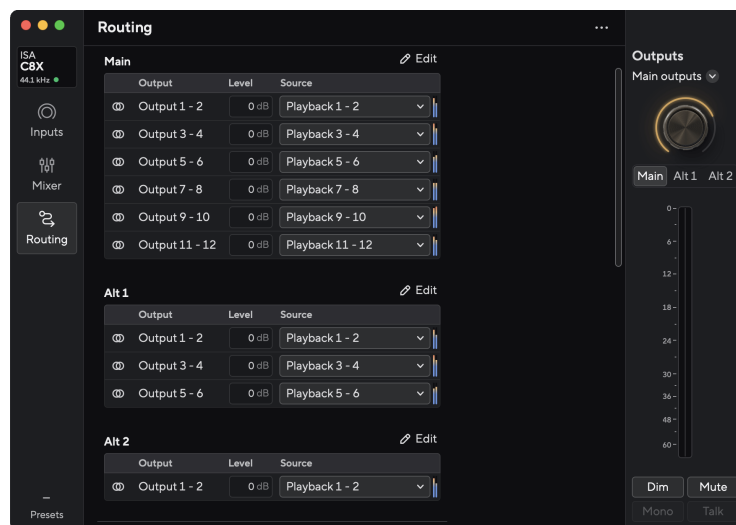 Routing
ISA
C8X
44.1 kHz
Inputs
Mixer
Routing
–
Presets
Main
Edit
Output Level Source
Output 1 - 2 0 dB Playback 1 - 2
Output 3 - 4 0 dB Playback 3 - 4
Output 5 - 6 0 dB Playback 5 - 6
Output 7 - 8 0 dB Playback 7 - 8
Output 9 - 10 0 dB Playback 9 - 10
Output 11 - 12 0 dB Playback 11 - 12
Alt 1
Edit
Output Level Source
Output 1 - 2 0 dB Playback 1 - 2
Output 3 - 4 0 dB Playback 3 - 4
Output 5 - 6 0 dB Playback 5 - 6
Alt 2
Edit
Output Level Source
Output 1 - 2 0 dB Playback 1 - 2
Outputs
Main outputs
Main Alt 1 Alt 2
0
6
12
18
24
30
36
48
60
Dim Mute
Mono Talk